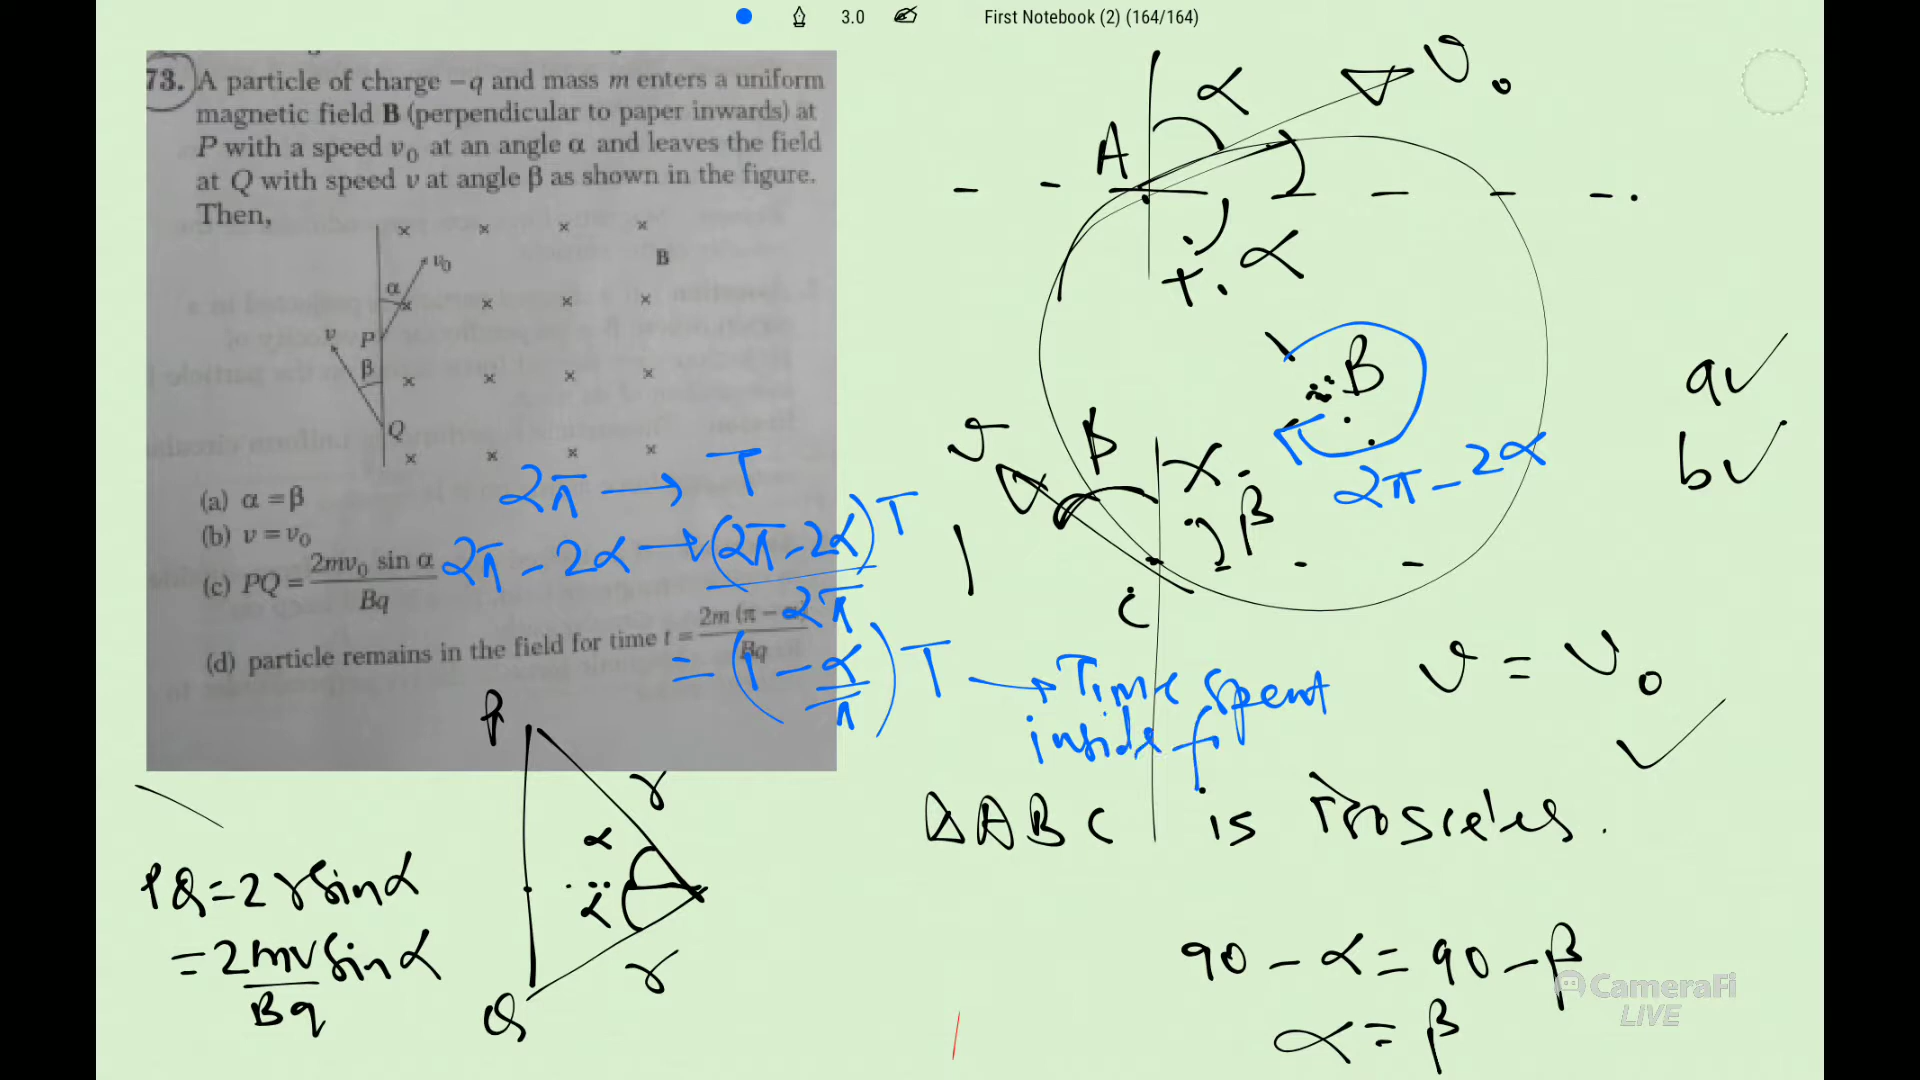 3.0 First Notebook (2) (164/164)
73. A particle of charge −q and mass m enters a uniform
magnetic field B (perpendicular to paper inwards) at
P with a speed v₀ at an angle α and leaves the field
at Q with speed v at angle β as shown in the figure.
Then,
B
v₀
α
v
P
β
Q
(a) α = β
(b) v = v₀
(c) PQ = 2mv₀ sin α / Bq
(d) particle remains in the field for time t = 2m (π − α) / Bq
2π → T
2π − 2α → (2π − 2α) T / 2π
= (1 − α/π) T → Time spent
inside f
P
r
α
α
r
Q
PQ = 2 r sin α
= 2 mv sin α / Bq
α
v₀
A
α
B
2π − 2α
v
β
β
C
a ✓
b ✓
v = v₀
✓
△ABC is
90 − α = 90 − β
α = β
CameraFi
LIVE